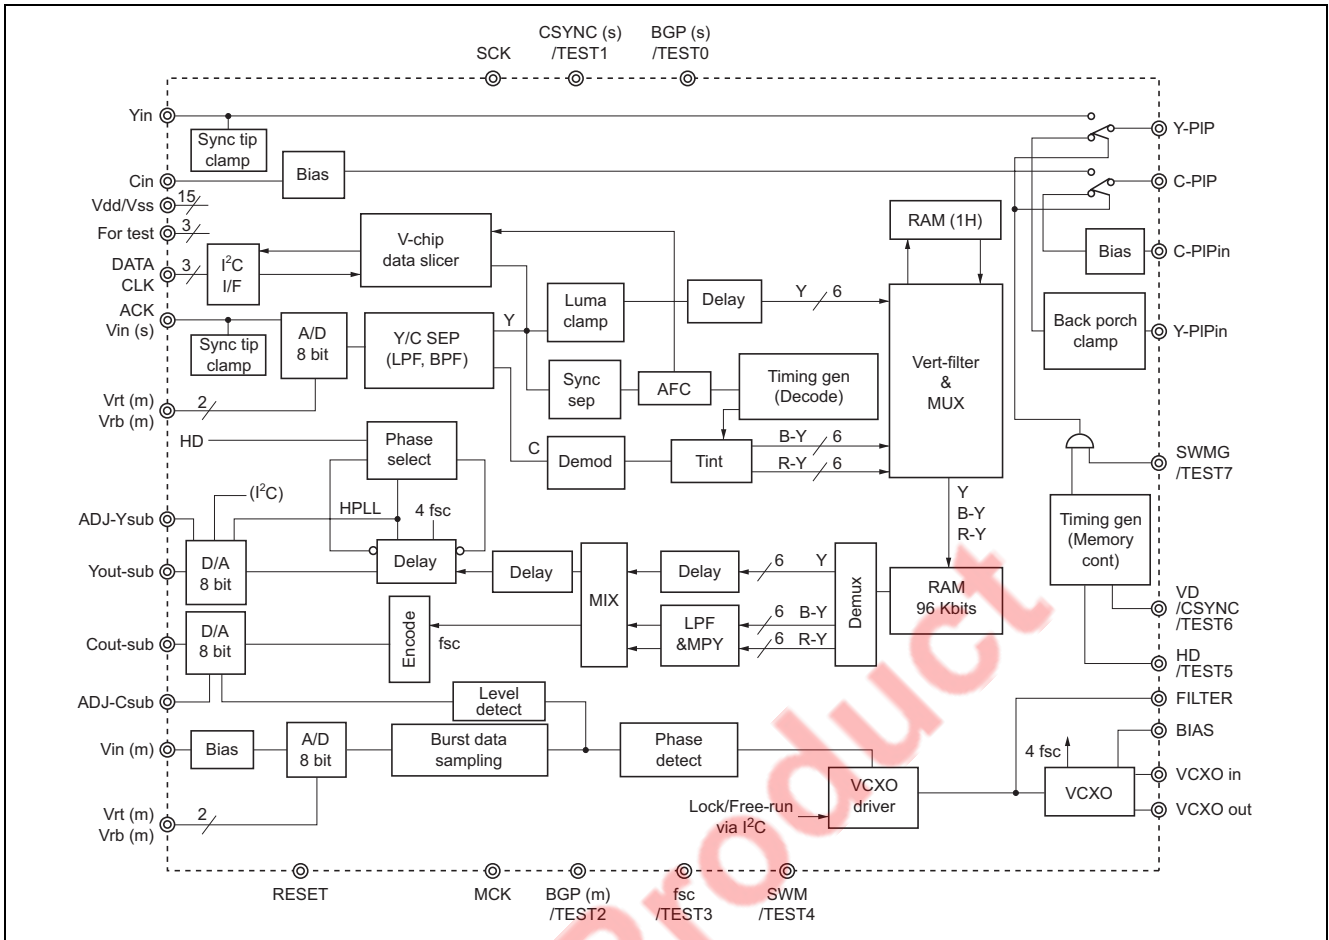 SCK
CSYNC (s)
/TEST1
BGP (s)
/TEST0
Yin
Sync tip
clamp
Y-PIP
Cin
Bias
C-PIP
Vdd/Vss
15
For test
3
DATA
CLK
3
I²C
I/F
V-chip
data slicer
RAM (1H)
Bias
C-PIPin
ACK
Vin (s)
Sync tip
clamp
A/D
8 bit
Y/C SEP
(LPF, BPF)
Y
Luma
clamp
Delay
Y
6
Vert-filter
&
MUX
Back porch
clamp
Y-PIPin
Sync
sep
AFC
Timing gen
(Decode)
Vrt (m)
Vrb (m)
2
HD
Phase
select
C
Demod
Tint
B-Y
6
R-Y
6
SWMG
/TEST7
(I²C)
HPLL
4 fsc
Y
B-Y
R-Y
Timing gen
(Memory
cont)
ADJ-Ysub
Yout-sub
D/A
8 bit
Delay
Delay
MIX
Delay
6
Y
Demux
RAM
96 Kbits
VD
/CSYNC
/TEST6
Cout-sub
D/A
8 bit
Encode
fsc
LPF
&MPY
6
B-Y
6
R-Y
HD
/TEST5
ADJ-Csub
Level
detect
FILTER
Vin (m)
Bias
A/D
8 bit
Burst data
sampling
Phase
detect
4 fsc
BIAS
VCXO
driver
VCXO
VCXO in
VCXO out
Lock/Free-run
via I²C
Vrt (m)
Vrb (m)
2
RESET
MCK
BGP (m)
/TEST2
fsc
/TEST3
SWM
/TEST4
Product